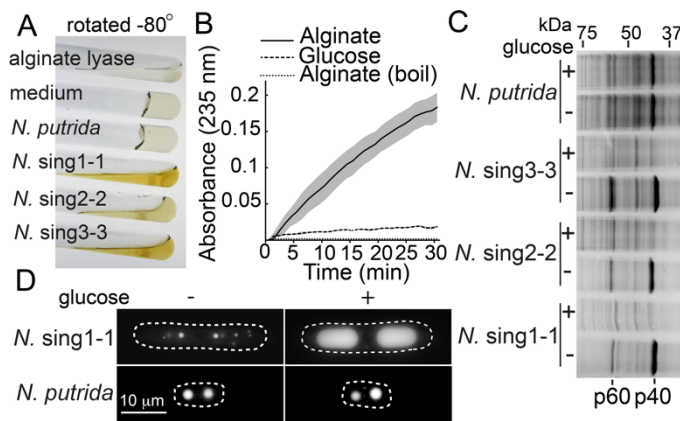 A
rotated -80°
alginate lyase
medium
N. putrida
N. sing1-1
N. sing2-2
N. sing3-3
B
Alginate
Glucose
Alginate (boil)
Absorbance (235 nm)
0.2
0.15
0.1
0.05
0 5 10 15 20 25 30
Time (min)
C
kDa 75 50 37
glucose
N. putrida + -
N. sing3-3 + -
N. sing2-2 + -
N. sing1-1 + -
p60 p40
D
glucose - +
N. sing1-1
N. putrida
10 µm